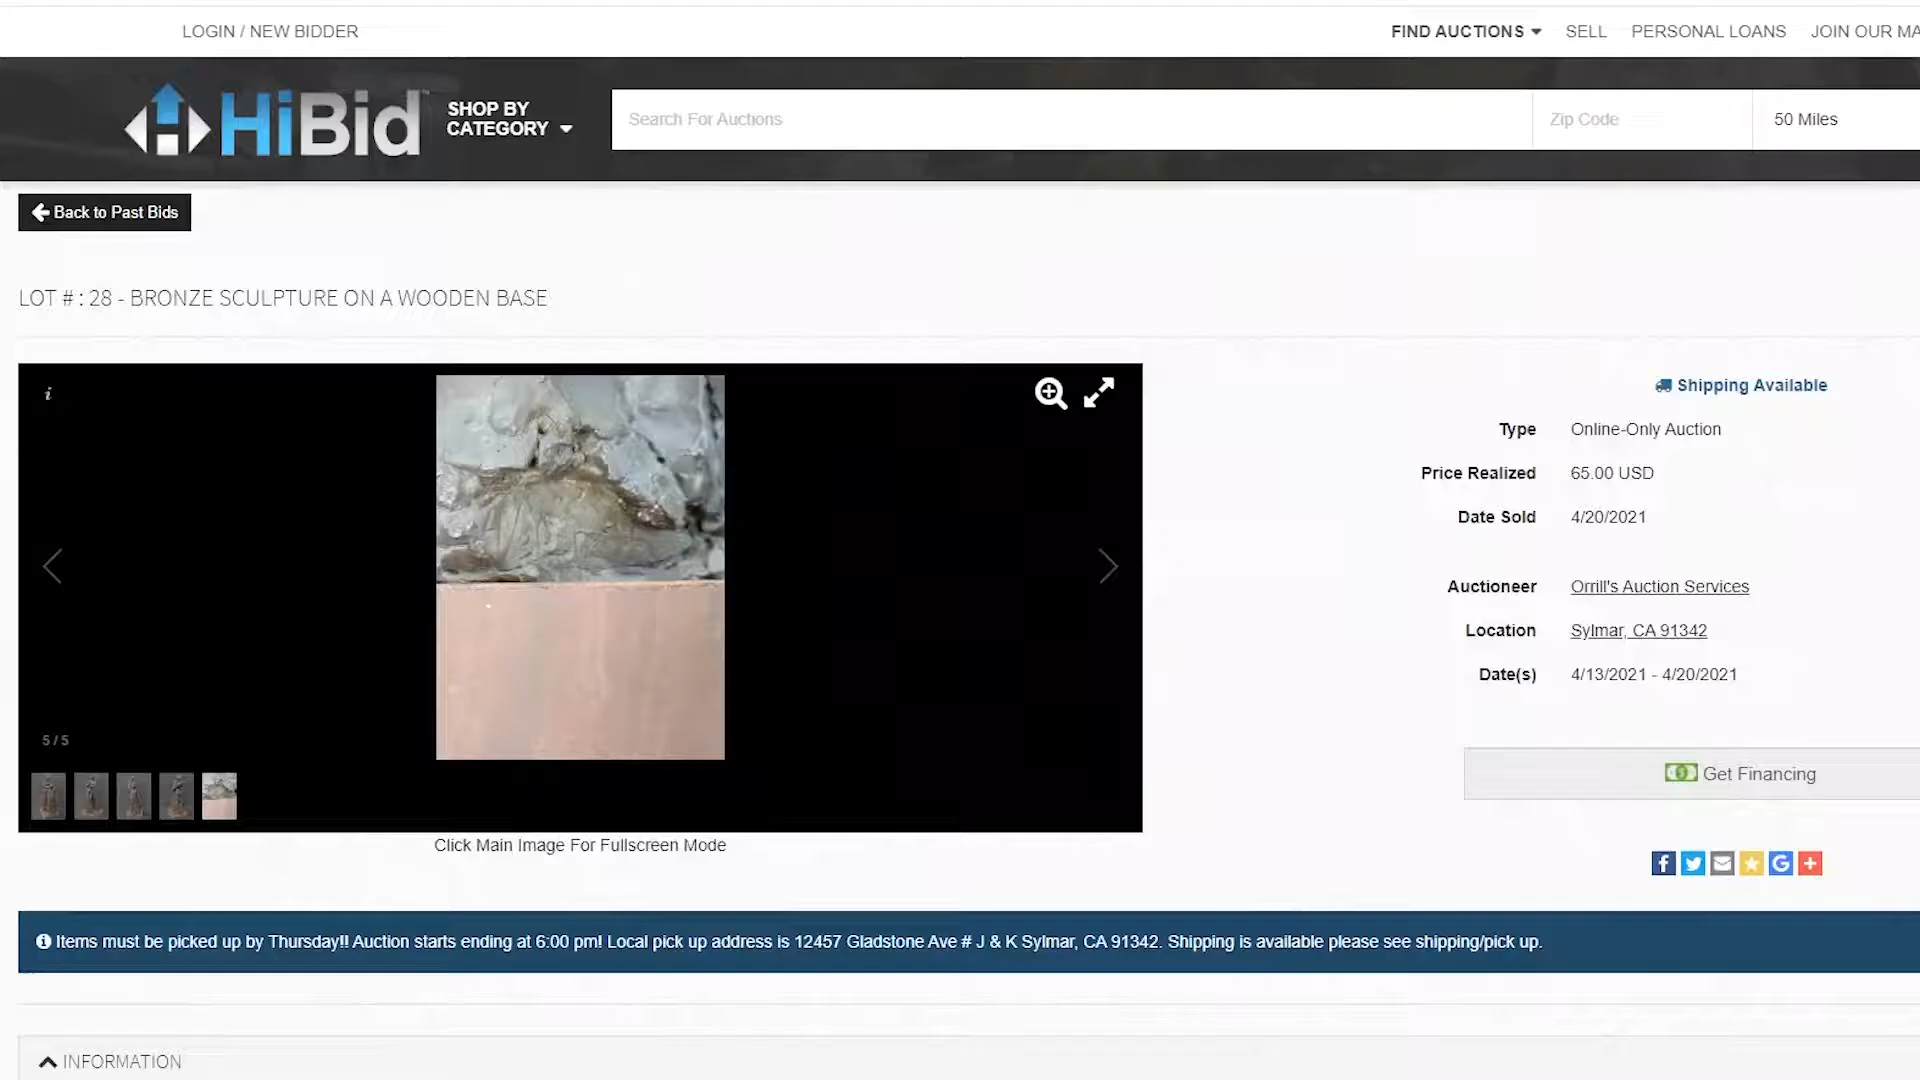 LOGIN / NEW BIDDER
FIND AUCTIONS
SELL
PERSONAL LOANS
JOIN OUR MA
HiBid
SHOP BY
CATEGORY
Search For Auctions
Zip Code
50 Miles
Back to Past Bids
LOT # : 28 - BRONZE SCULPTURE ON A WOODEN BASE
i
5 / 5
Click Main Image For Fullscreen Mode
Shipping Available
Type Online-Only Auction
Price Realized 65.00 USD
Date Sold 4/20/2021
Auctioneer Orrill's Auction Services
Location Sylmar, CA 91342
Date(s) 4/13/2021 - 4/20/2021
Get Financing
Items must be picked up by Thursday!! Auction starts ending at 6:00 pm! Local pick up address is 12457 Gladstone Ave # J & K Sylmar, CA 91342. Shipping is available please see shipping/pick up.
INFORMATION